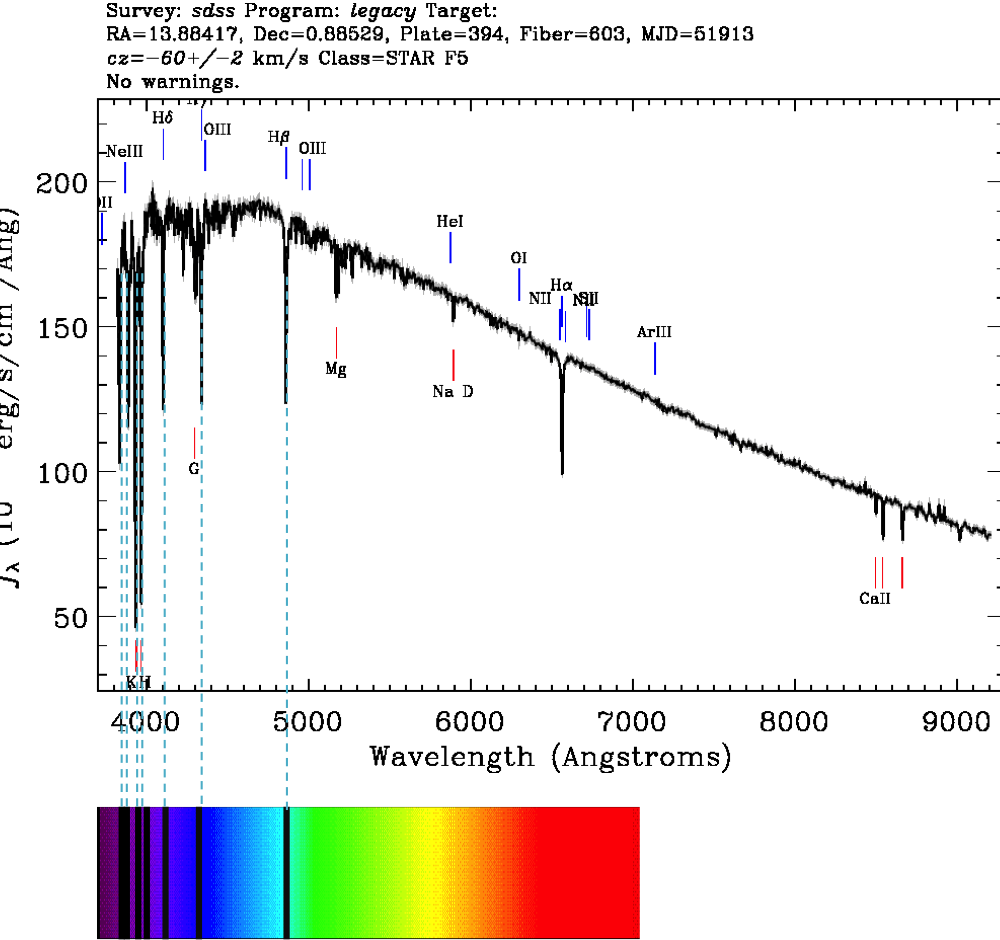 Survey: sdss Program: legacy Target:
RA=13.88417, Dec=0.88529, Plate=394, Fiber=603, MJD=51913
cz=-60+/-2 km/s Class=STAR F5
No warnings.
Hδ
OIII
Hβ
OIII
NeIII
OII
HeI
OI
Hα
NII
NII
SII
ArIII
Mg
Na D
G
CaII
K
H
200
150
100
50
erg/s/cm /Ang)
4000 5000 6000 7000 8000 9000
Wavelength (Angstroms)